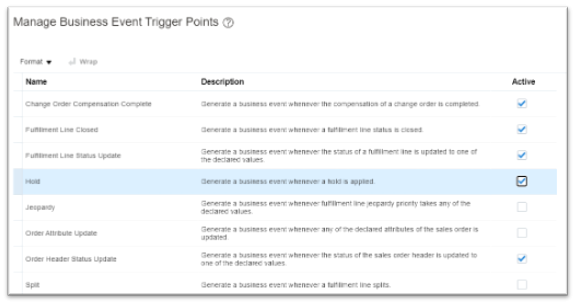 Manage Business Event Trigger Points ?
Format Wrap
Name Description Active
Change Order Compensation Complete Generate a business event whenever the compensation of a change order is completed.
Fulfillment Line Closed Generate a business event whenever a fulfillment line status is closed.
Fulfillment Line Status Update Generate a business event whenever the status of a fulfillment line is updated to one of
the declared values.
Hold Generate a business event whenever a hold is applied.
Jeopardy Generate a business event whenever fulfillment line jeopardy priority takes any of the
declared values.
Order Attribute Update Generate a business event whenever any of the declared attributes of the sales order is
updated.
Order Header Status Update Generate a business event whenever the status of the sales order header is updated to
one of the declared values.
Split Generate a business event whenever a fulfillment line splits.